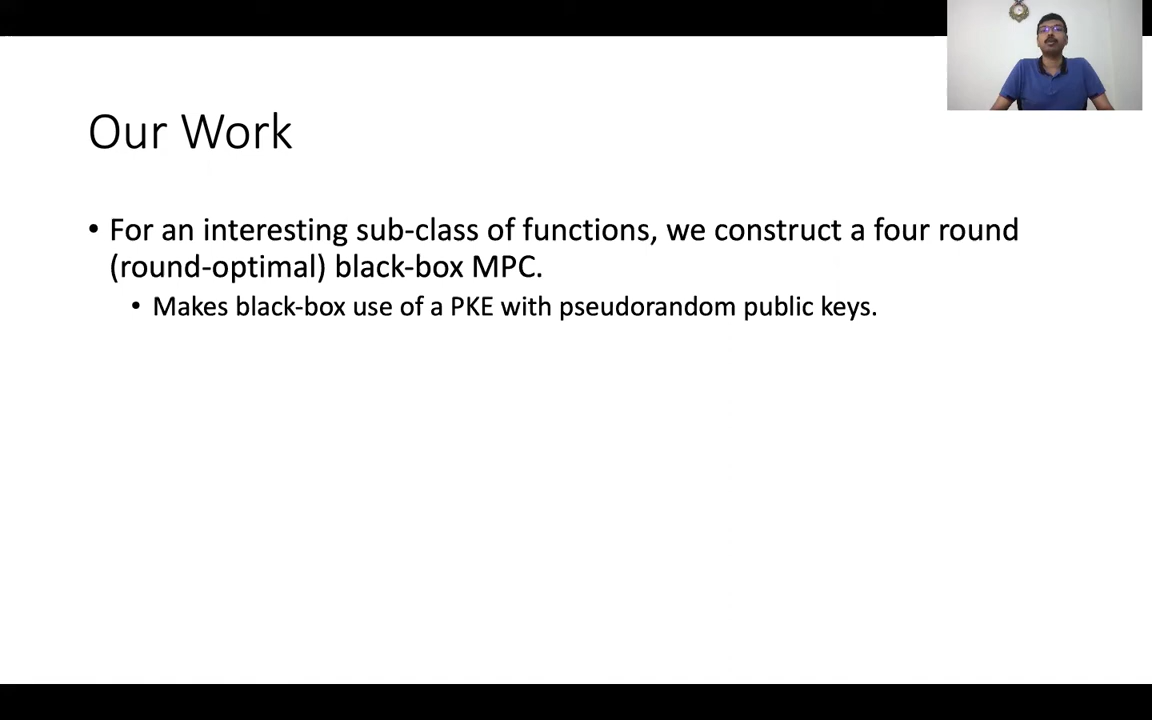 Our Work
• For an interesting sub-class of functions, we construct a four round
(round-optimal) black-box MPC.
• Makes black-box use of a PKE with pseudorandom public keys.